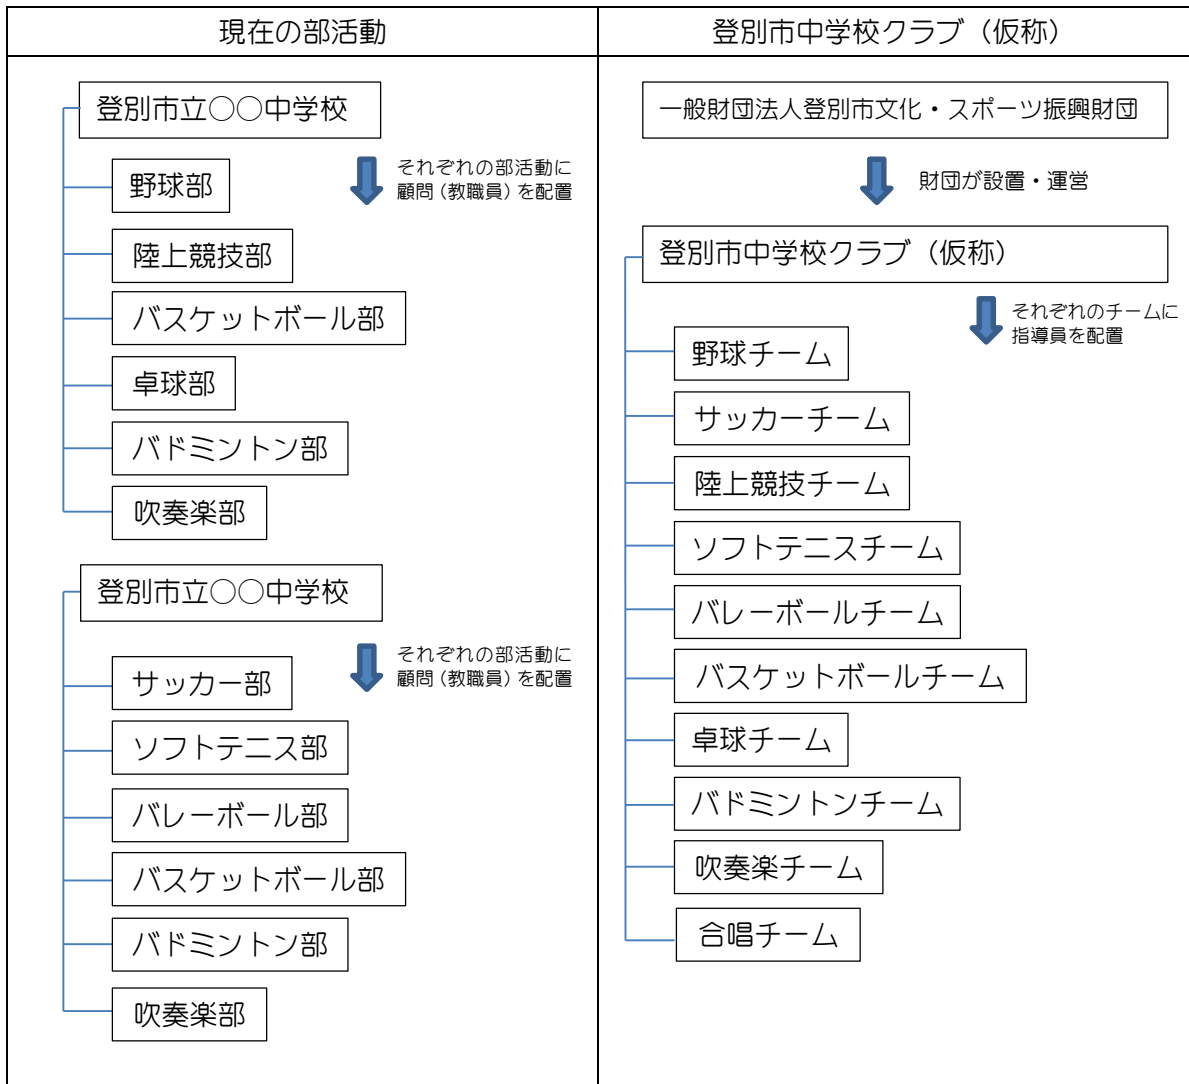 現在の部活動
登別市立○○中学校
それぞれの部活動に
顧問（教職員）を配置
野球部
陸上競技部
バスケットボール部
卓球部
バドミントン部
吹奏楽部
登別市立○○中学校
それぞれの部活動に
顧問（教職員）を配置
サッカー部
ソフトテニス部
バレーボール部
バスケットボール部
バドミントン部
吹奏楽部
登別市中学校クラブ（仮称）
一般財団法人登別市文化・スポーツ振興財団
財団が設置・運営
登別市中学校クラブ（仮称）
それぞれのチームに
指導員を配置
野球チーム
サッカーチーム
陸上競技チーム
ソフトテニスチーム
バレーボールチーム
バスケットボールチーム
卓球チーム
バドミントンチーム
吹奏楽チーム
合唱チーム